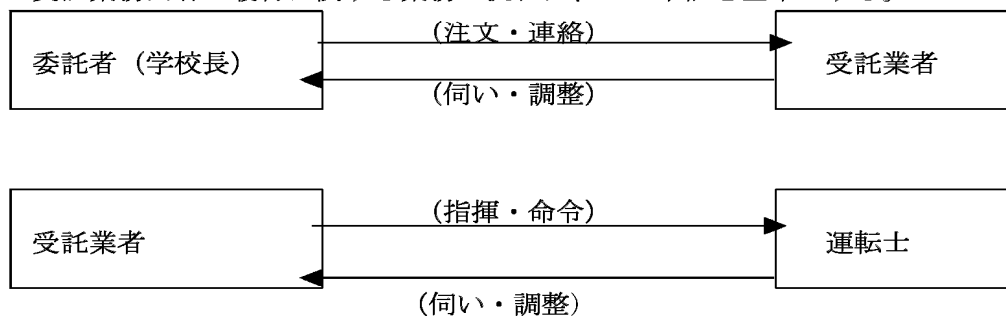 (注文・連絡)
委託者（学校長）
受託業者
(伺い・調整)
(指揮・命令)
受託業者
運転士
(伺い・調整)